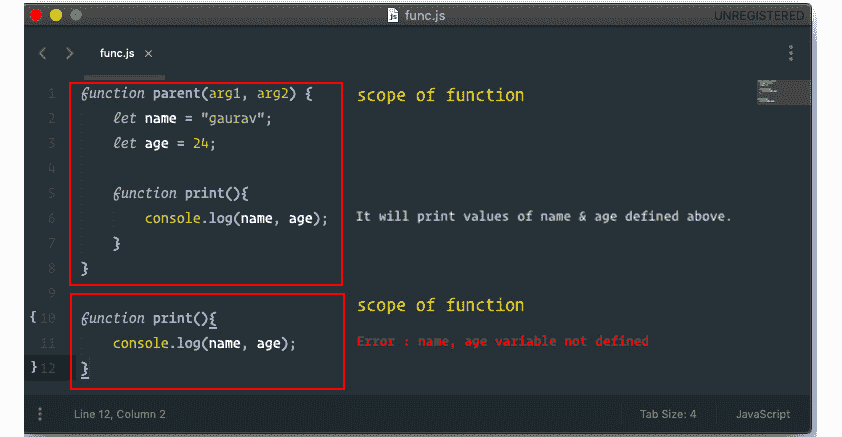 func.js
UNREGISTERED
func.js ×
1 function parent(arg1, arg2) {
scope of function
2 let name = "gaurav";
3 let age = 24;
4
5 function print(){
6 console.log(name, age);
It will print values of name & age defined above.
7 }
8 }
9
scope of function
{ 10 function print(){
11 console.log(name, age);
Error : name, age variable not defined
} 12 }
Line 12, Column 2
Tab Size: 4
JavaScript